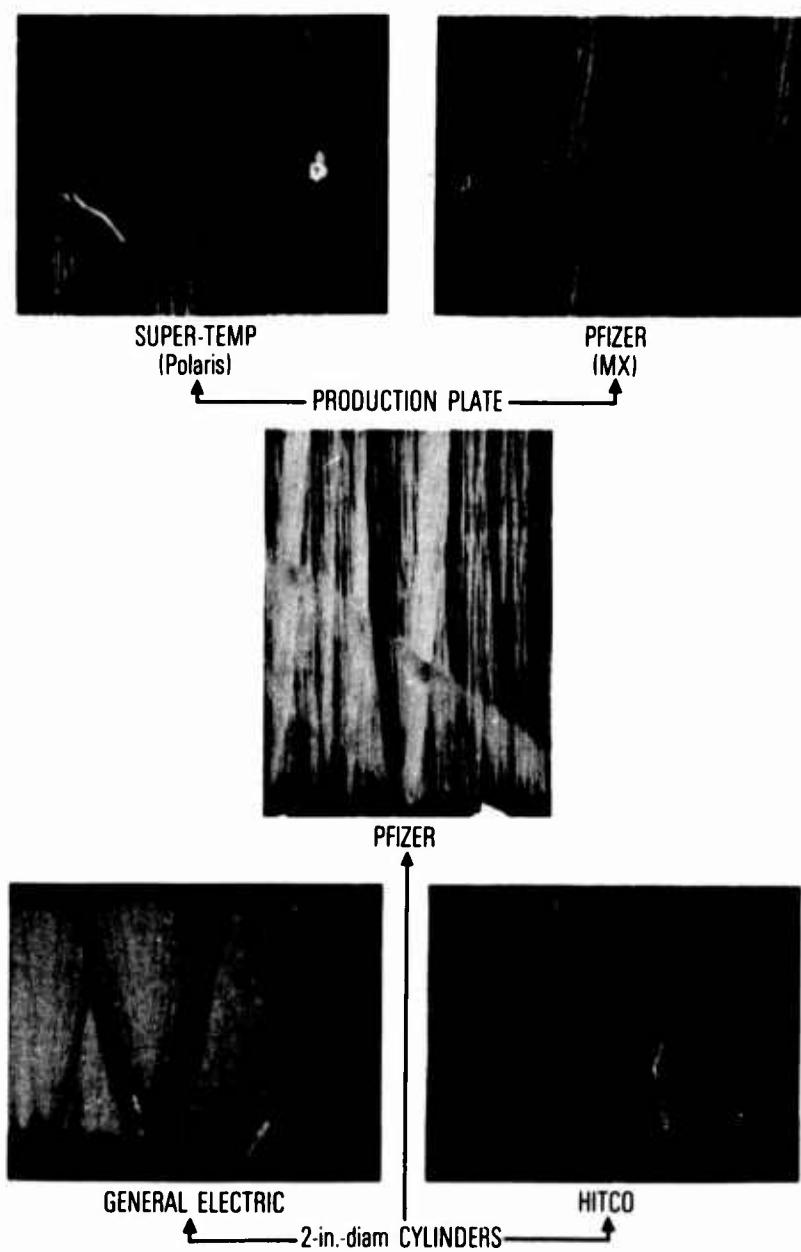 SUPER-TEMP
(Polaris)
PFIZER
(MX)
PRODUCTION PLATE
PFIZER
GENERAL ELECTRIC
HITCO
2-in.-diam CYLINDERS